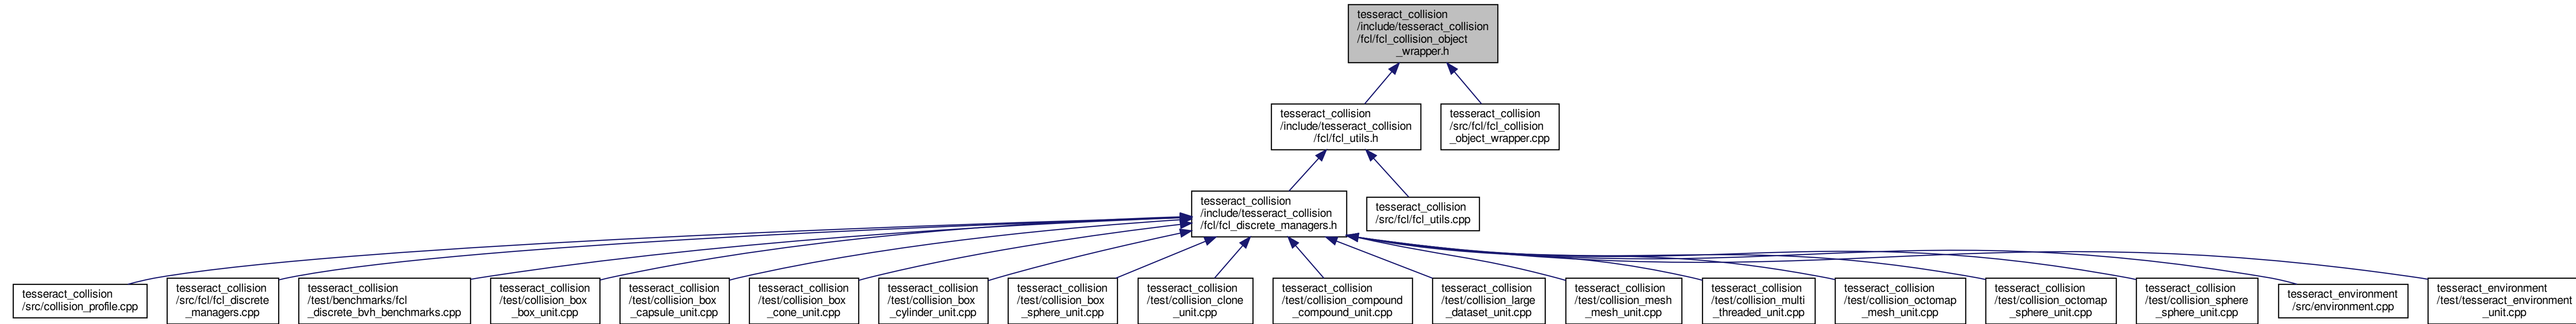 tesseract_collision
/include/tesseract_collision
/fcl/fcl_collision_object
_wrapper.h
tesseract_collision
/include/tesseract_collision
/fcl/fcl_utils.h
tesseract_collision
/src/fcl/fcl_collision
_object_wrapper.cpp
tesseract_collision
/include/tesseract_collision
/fcl/fcl_discrete_managers.h
tesseract_collision
/src/fcl/fcl_utils.cpp
tesseract_collision
/src/collision_profile.cpp
tesseract_collision
/src/fcl/fcl_discrete
_managers.cpp
tesseract_collision
/test/benchmarks/fcl
_discrete_bvh_benchmarks.cpp
tesseract_collision
/test/collision_box
_box_unit.cpp
tesseract_collision
/test/collision_box
_capsule_unit.cpp
tesseract_collision
/test/collision_box
_cone_unit.cpp
tesseract_collision
/test/collision_box
_cylinder_unit.cpp
tesseract_collision
/test/collision_box
_sphere_unit.cpp
tesseract_collision
/test/collision_clone
_unit.cpp
tesseract_collision
/test/collision_compound
_compound_unit.cpp
tesseract_collision
/test/collision_large
_dataset_unit.cpp
tesseract_collision
/test/collision_mesh
_mesh_unit.cpp
tesseract_collision
/test/collision_multi
_threaded_unit.cpp
tesseract_collision
/test/collision_octomap
_mesh_unit.cpp
tesseract_collision
/test/collision_octomap
_sphere_unit.cpp
tesseract_collision
/test/collision_sphere
_sphere_unit.cpp
tesseract_environment
/src/environment.cpp
tesseract_environment
/test/tesseract_environment
_unit.cpp